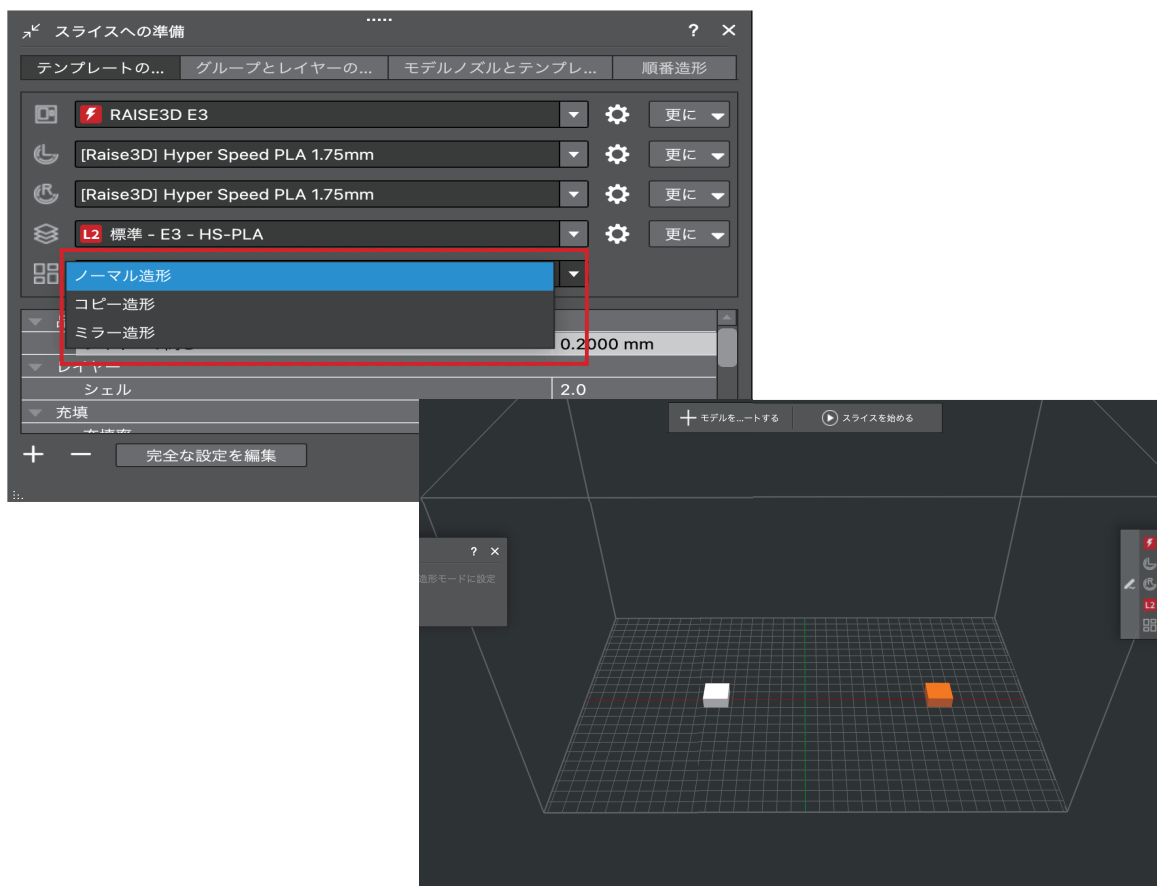 スライスへの準備
? ×
テンプレートの... グループとレイヤーの... モデルノズルとテンプレ... 順番造形
RAISE3D E3 更に
L [Raise3D] Hyper Speed PLA 1.75mm 更に
R [Raise3D] Hyper Speed PLA 1.75mm 更に
L2 標準 - E3 - HS-PLA 更に
ノーマル造形
コピー造形
ミラー造形
0.2000 mm
レイヤー
シェル 2.0
充填
完全な設定を編集
モデルを...ートする スライスを始める
? ×
造形モードに設定
L
R
L2